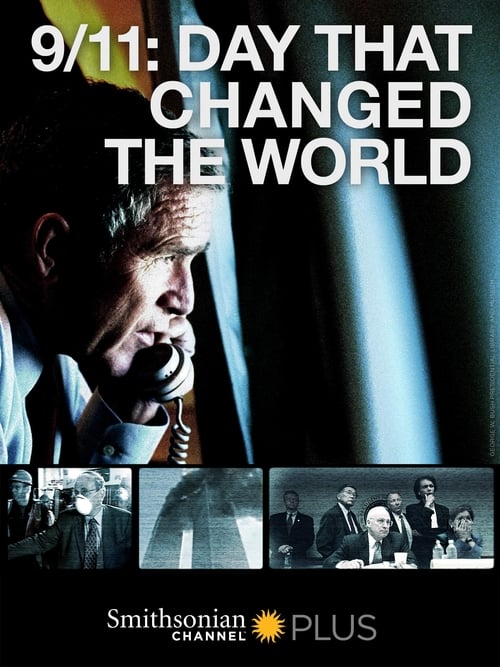 9/11: DAY THAT
CHANGED
THE WORLD
Smithsonian
CHANNEL
PLUS